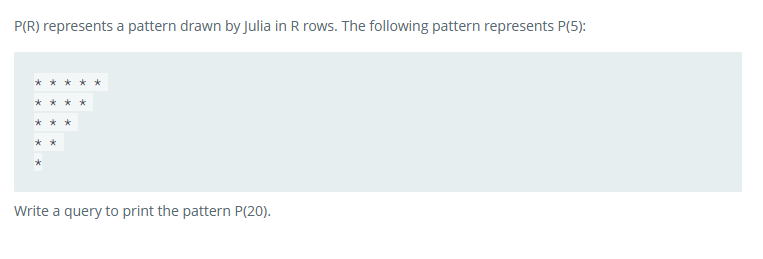 P(R) represents a pattern drawn by Julia in R rows. The following pattern represents P(5):
* * * * *
* * * *
* * *
* *
*
Write a query to print the pattern P(20).